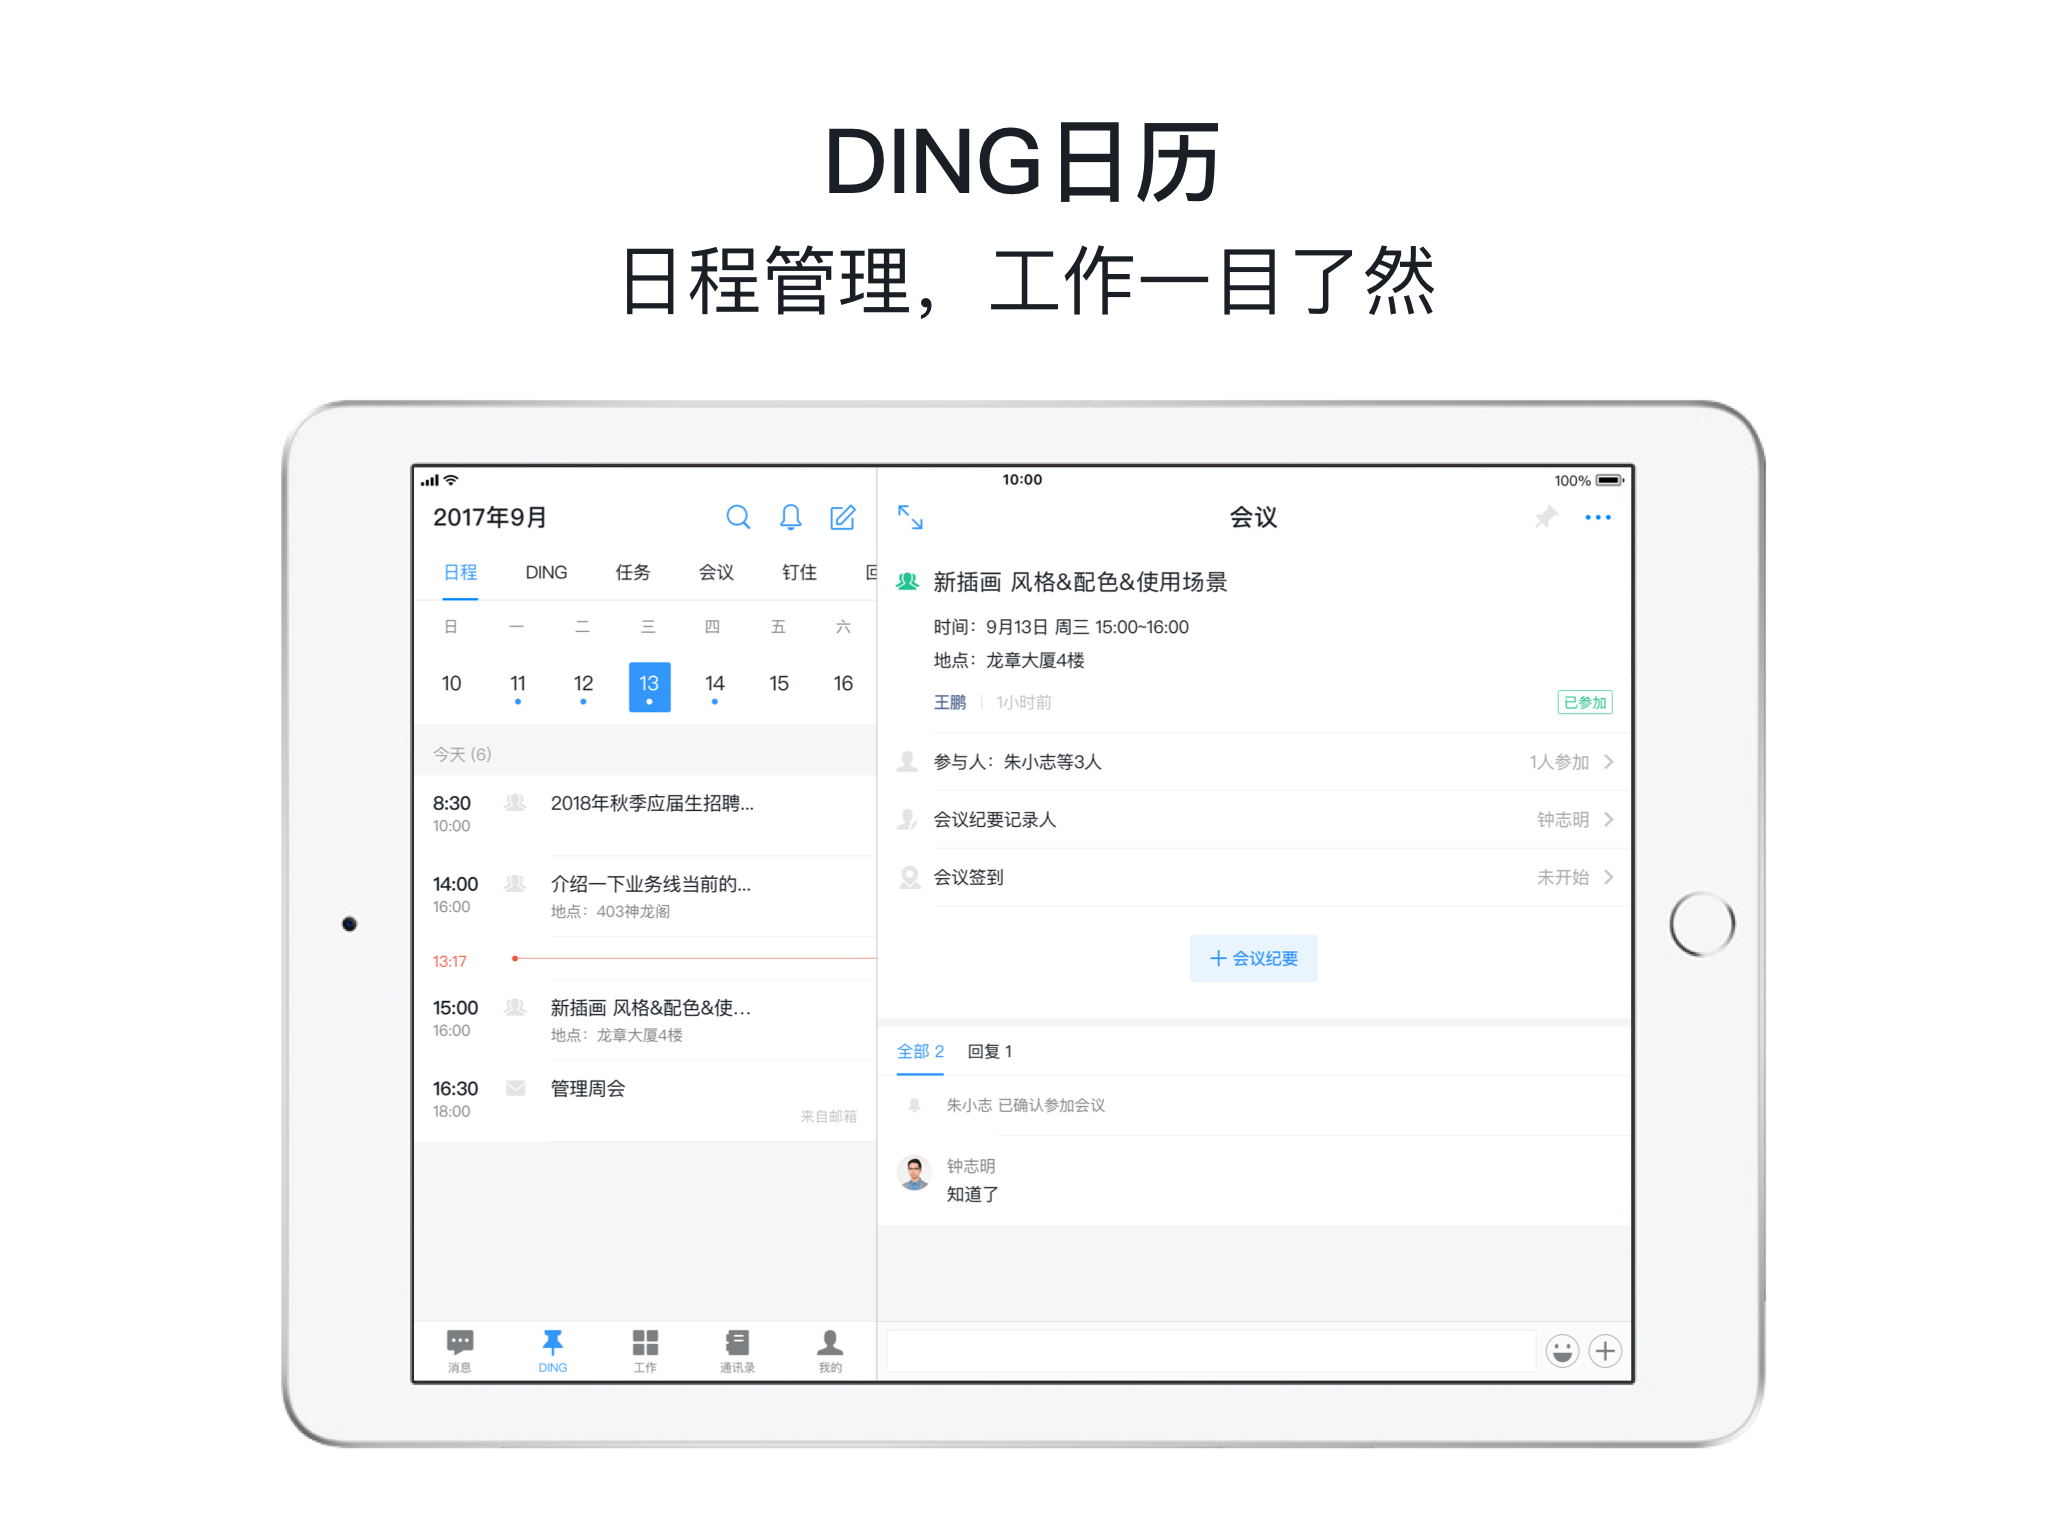 DING日历
日程管理，工作一目了然
10:00
100%
2017年9月
日程 DING 任务 会议 钉住
日 一 二 三 四 五 六
10 11 12 13 14 15 16
今天 (6)
8:30 2018年秋季应届生招聘...
10:00
14:00 介绍一下业务线当前的...
16:00 地点：403神龙阁
13:17
15:00 新插画 风格&配色&使...
16:00 地点：龙章大厦4楼
16:30 管理周会
18:00 来自邮箱
消息 DING 工作 通讯录 我的
会议
新插画 风格&配色&使用场景
时间：9月13日 周三 15:00~16:00
地点：龙章大厦4楼
王鹏 1小时前 已参加
参与人：朱小志等3人 1人参加
会议纪要记录人 钟志明
会议签到 未开始
会议纪要
全部 2 回复 1
朱小志 已确认参加会议
钟志明
知道了